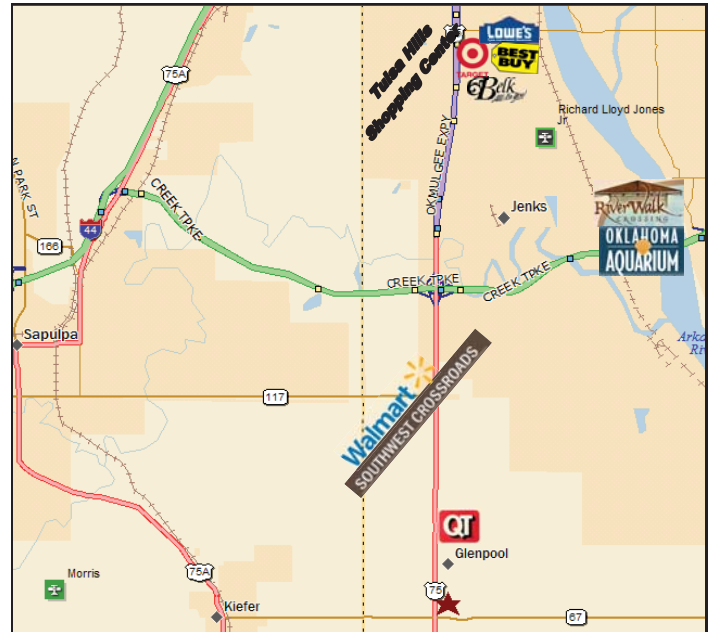 75A
Tulsa Hills
Shopping Center
LOWE'S
BEST
BUY
TARGET
Belk
Richard Lloyd Jones
Jr
OKMULGEE EXPY
N PARK ST
CREEK TPKE
44
166
Jenks
RiverWalk
CROSSING
OKLAHOMA
AQUARIUM
CREEK TPKE
CREEK TPKE
Sapulpa
117
Walmart
SOUTHWEST CROSSROADS
QT
Glenpool
Morris
75A
75
Kiefer
67